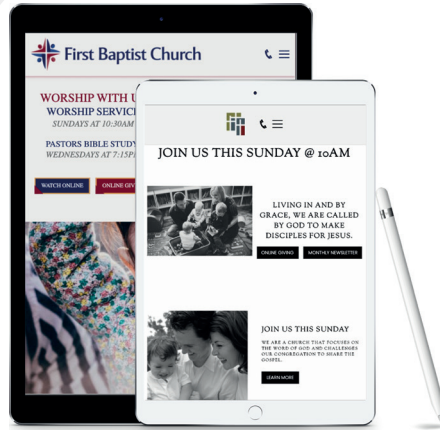 First Baptist Church
WORSHIP WITH
WORSHIP SERVIC
SUNDAYS AT 10:30AM
PASTORS BIBLE STUDY
WEDNESDAYS AT 7:15P
WATCH ONLINE
ONLINE GIV
JOIN US THIS SUNDAY @ 10AM
LIVING IN AND BY
GRACE, WE ARE CALLED
BY GOD TO MAKE
DISCIPLES FOR JESUS.
ONLINE GIVING
MONTHLY NEWSLETTER
JOIN US THIS SUNDAY
WE ARE A CHURCH THAT FOCUSES ON
THE WORD OF GOD AND CHALLENGES
OUR CONGREGATION TO SHARE THE
GOSPEL.
LEARN MORE